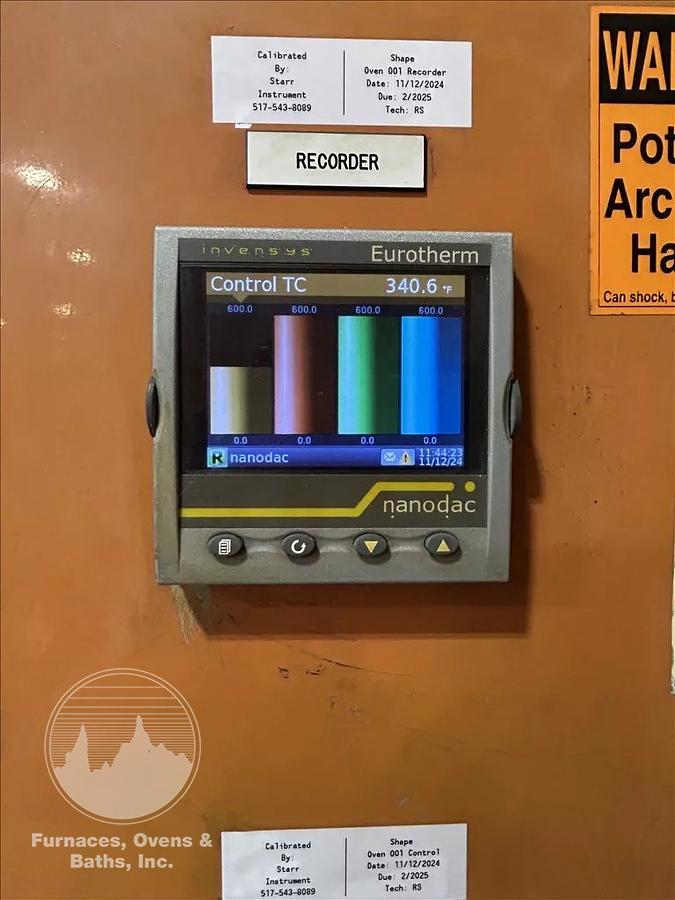 Calibrated
By:
Starr
Instrument
517-543-8089
Shape
Oven 001 Recorder
Date: 11/12/2024
Due: 2/2025
Tech: RS
RECORDER
WA
Pot
Arc
Ha
Can shock, b
invensys
Eurotherm
Control TC 340.6 °F
600.0 600.0 600.0 600.0
0.0 0.0 0.0 0.0
R nanodac
11:44:23
11/12/24
nanodac
Furnaces, Ovens &
Baths, Inc.
Calibrated
By:
Starr
Instrument
517-543-8089
Shape
Oven 001 Control
Date: 11/12/2024
Due: 2/2025
Tech: RS